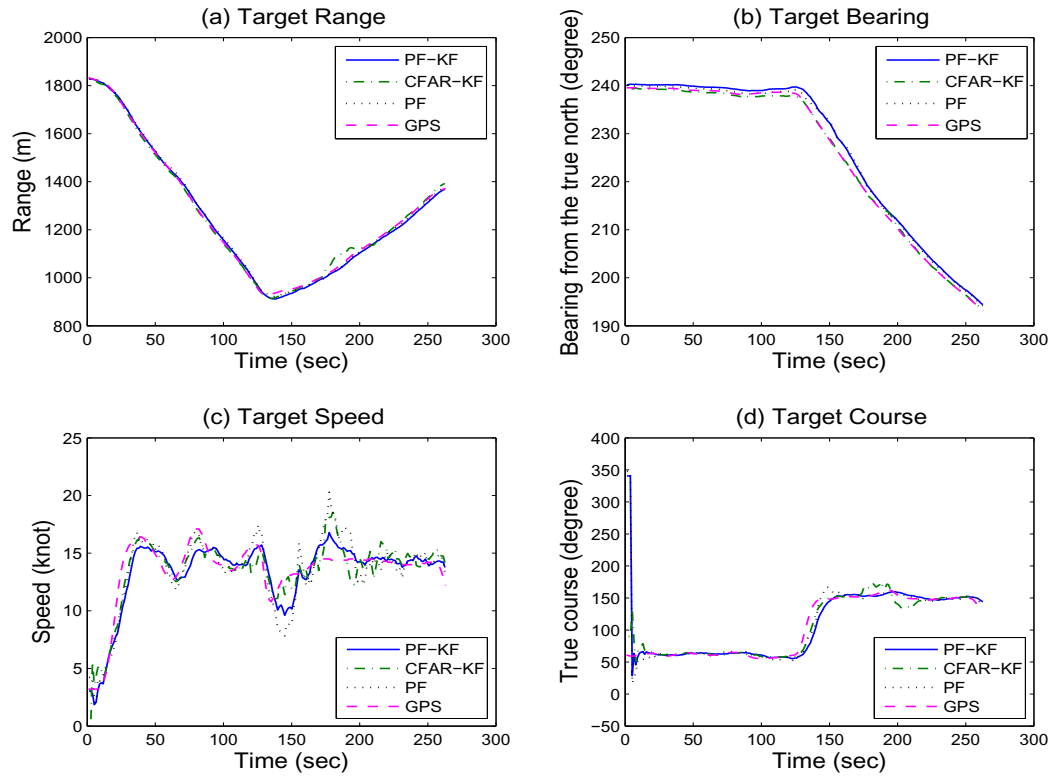 (a) Target Range
2000
1800
1600
1400
1200
1000
800
0
50
100
150
200
250
300
Range (m)
Time (sec)
PF-KF
CFAR-KF
PF
GPS
(b) Target Bearing
250
240
230
220
210
200
190
0
50
100
150
200
250
300
Bearing from the true north (degree)
Time (sec)
PF-KF
CFAR-KF
PF
GPS
(c) Target Speed
25
20
15
10
5
0
0
50
100
150
200
250
300
Speed (knot)
Time (sec)
PF-KF
CFAR-KF
PF
GPS
(d) Target Course
400
350
300
250
200
150
100
50
0
-50
0
50
100
150
200
250
300
True course (degree)
Time (sec)
PF-KF
CFAR-KF
PF
GPS